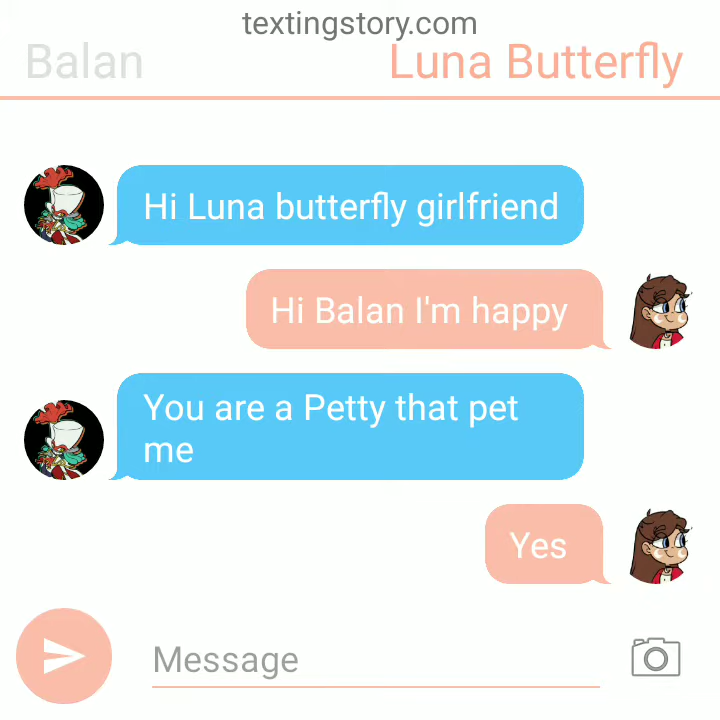 textingstory.com
Balan
Luna Butterfly
Hi Luna butterfly girlfriend
Hi Balan I'm happy
You are a Petty that pet
me
Yes
Message